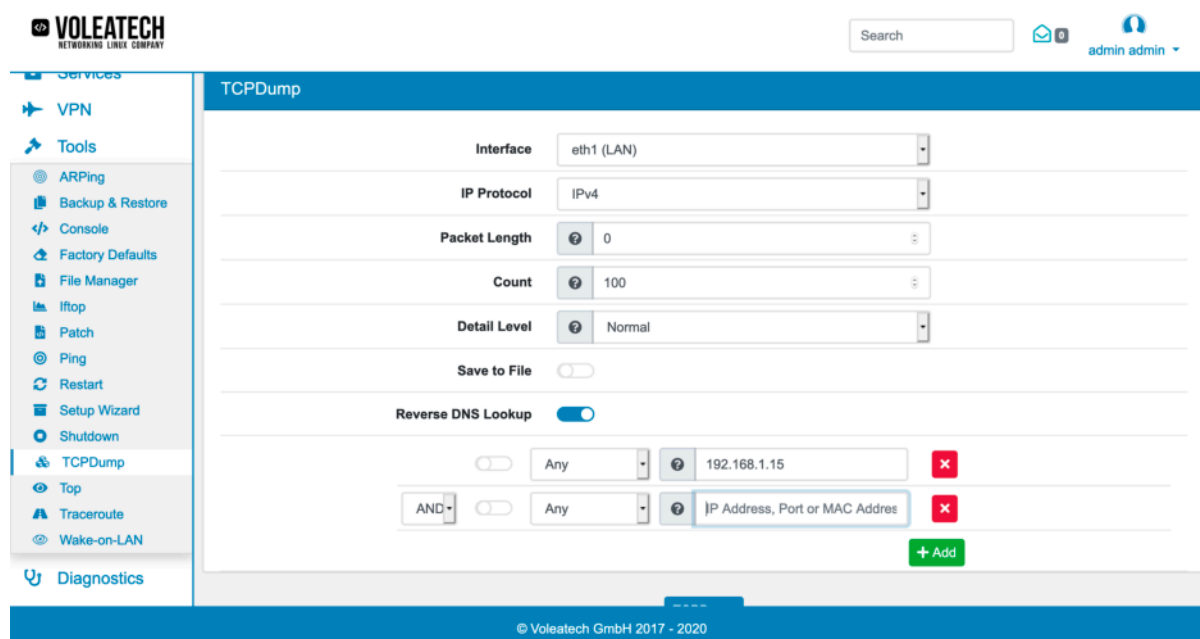 </> VOLEATECH
NETWORKING LINUX COMPANY
Search
0
admin admin
Services
VPN
Tools
ARPing
Backup & Restore
Console
Factory Defaults
File Manager
Iftop
Patch
Ping
Restart
Setup Wizard
Shutdown
TCPDump
Top
Traceroute
Wake-on-LAN
Diagnostics
TCPDump
Interface eth1 (LAN)
IP Protocol IPv4
Packet Length 0
Count 100
Detail Level Normal
Save to File
Reverse DNS Lookup
Any 192.168.1.15
AND Any IP Address, Port or MAC Addres
+ Add
© Voleatech GmbH 2017 - 2020